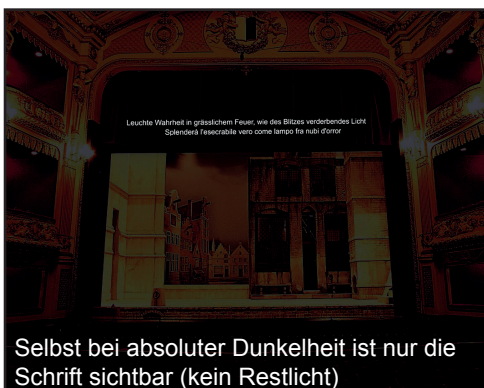 Leuchte Wahrheit in grässlichem Feuer, wie des Blitzes verderbendes Licht
Splenderà l'esecrabile vero come lampo fra nubi d'orror
Selbst bei absoluter Dunkelheit ist nur die
Schrift sichtbar (kein Restlicht)